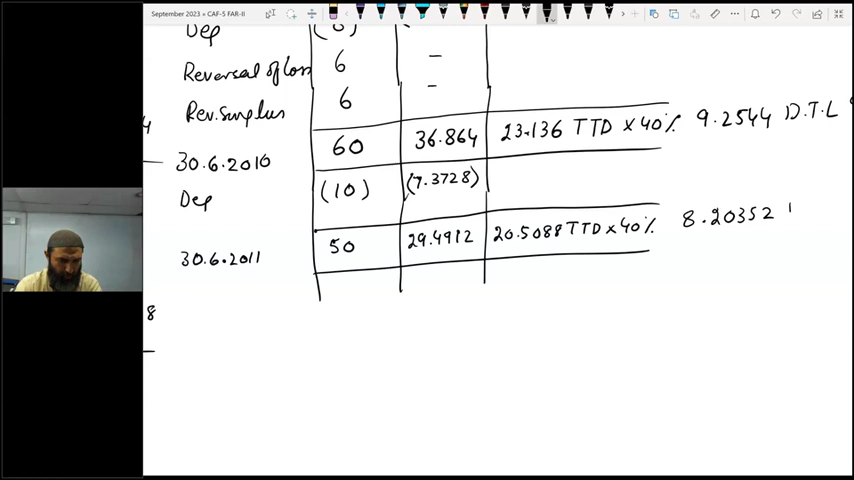 September 2023 » CAF-5 FAR-II
Dep
Reversal of loss 6 –
Rev. Surplus 6 –
4
30.6.2010 60 36.864 23.136 TTD x 40% 9.2544 D.T.L
Dep (10) (7.3728)
30.6.2011 50 29.4912 20.5088 TTD x 40% 8.20352
8